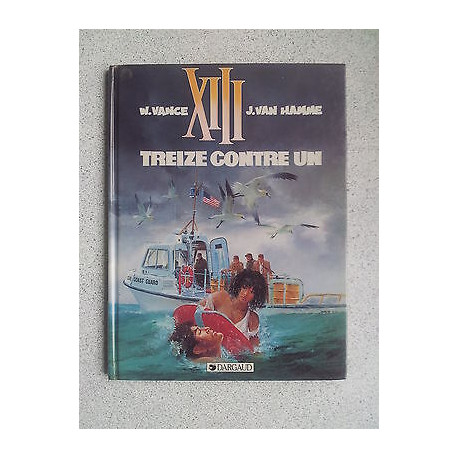 XIII
W. VANCE J. VAN HAMME
TREIZE CONTRE UN
COAST GUARD
DARGAUD